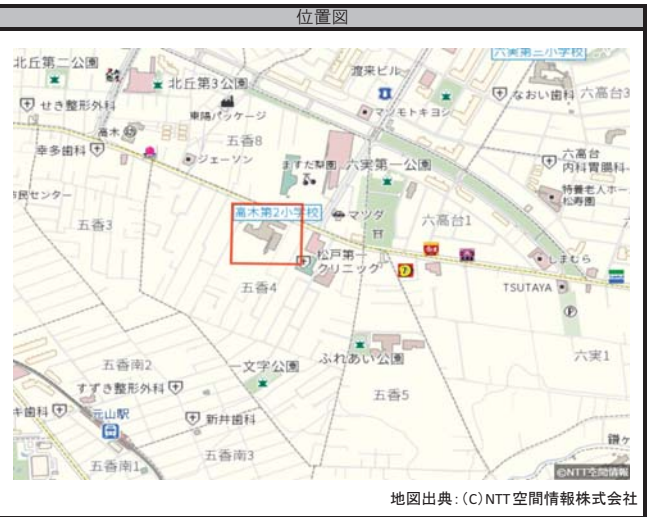 位置図
六実第三小学校
北丘第二公園
渡来ビル
北丘第3公園
なおい歯科
六高台3
せき整形外科
東陽パッケージ
マツモトキヨシ
高木
五香8
幸多歯科
ジェーソン
ますだ梨園
六実第一公園
六高台
内科胃腸科
特養老人ホー
松寿園
市民センター
高木第2小学校
マツダ
六高台1
五香3
松戸第一
クリニック
しまむら
五香4
TSUTAYA
五香南2
一文字公園
ふれあい公園
六実1
すずき整形外科
五香5
キ歯科
元山駅
新井歯科
鎌ヶ
五香南1
五香南3
©NTT空間情報
地図出典:(C)NTT空間情報株式会社